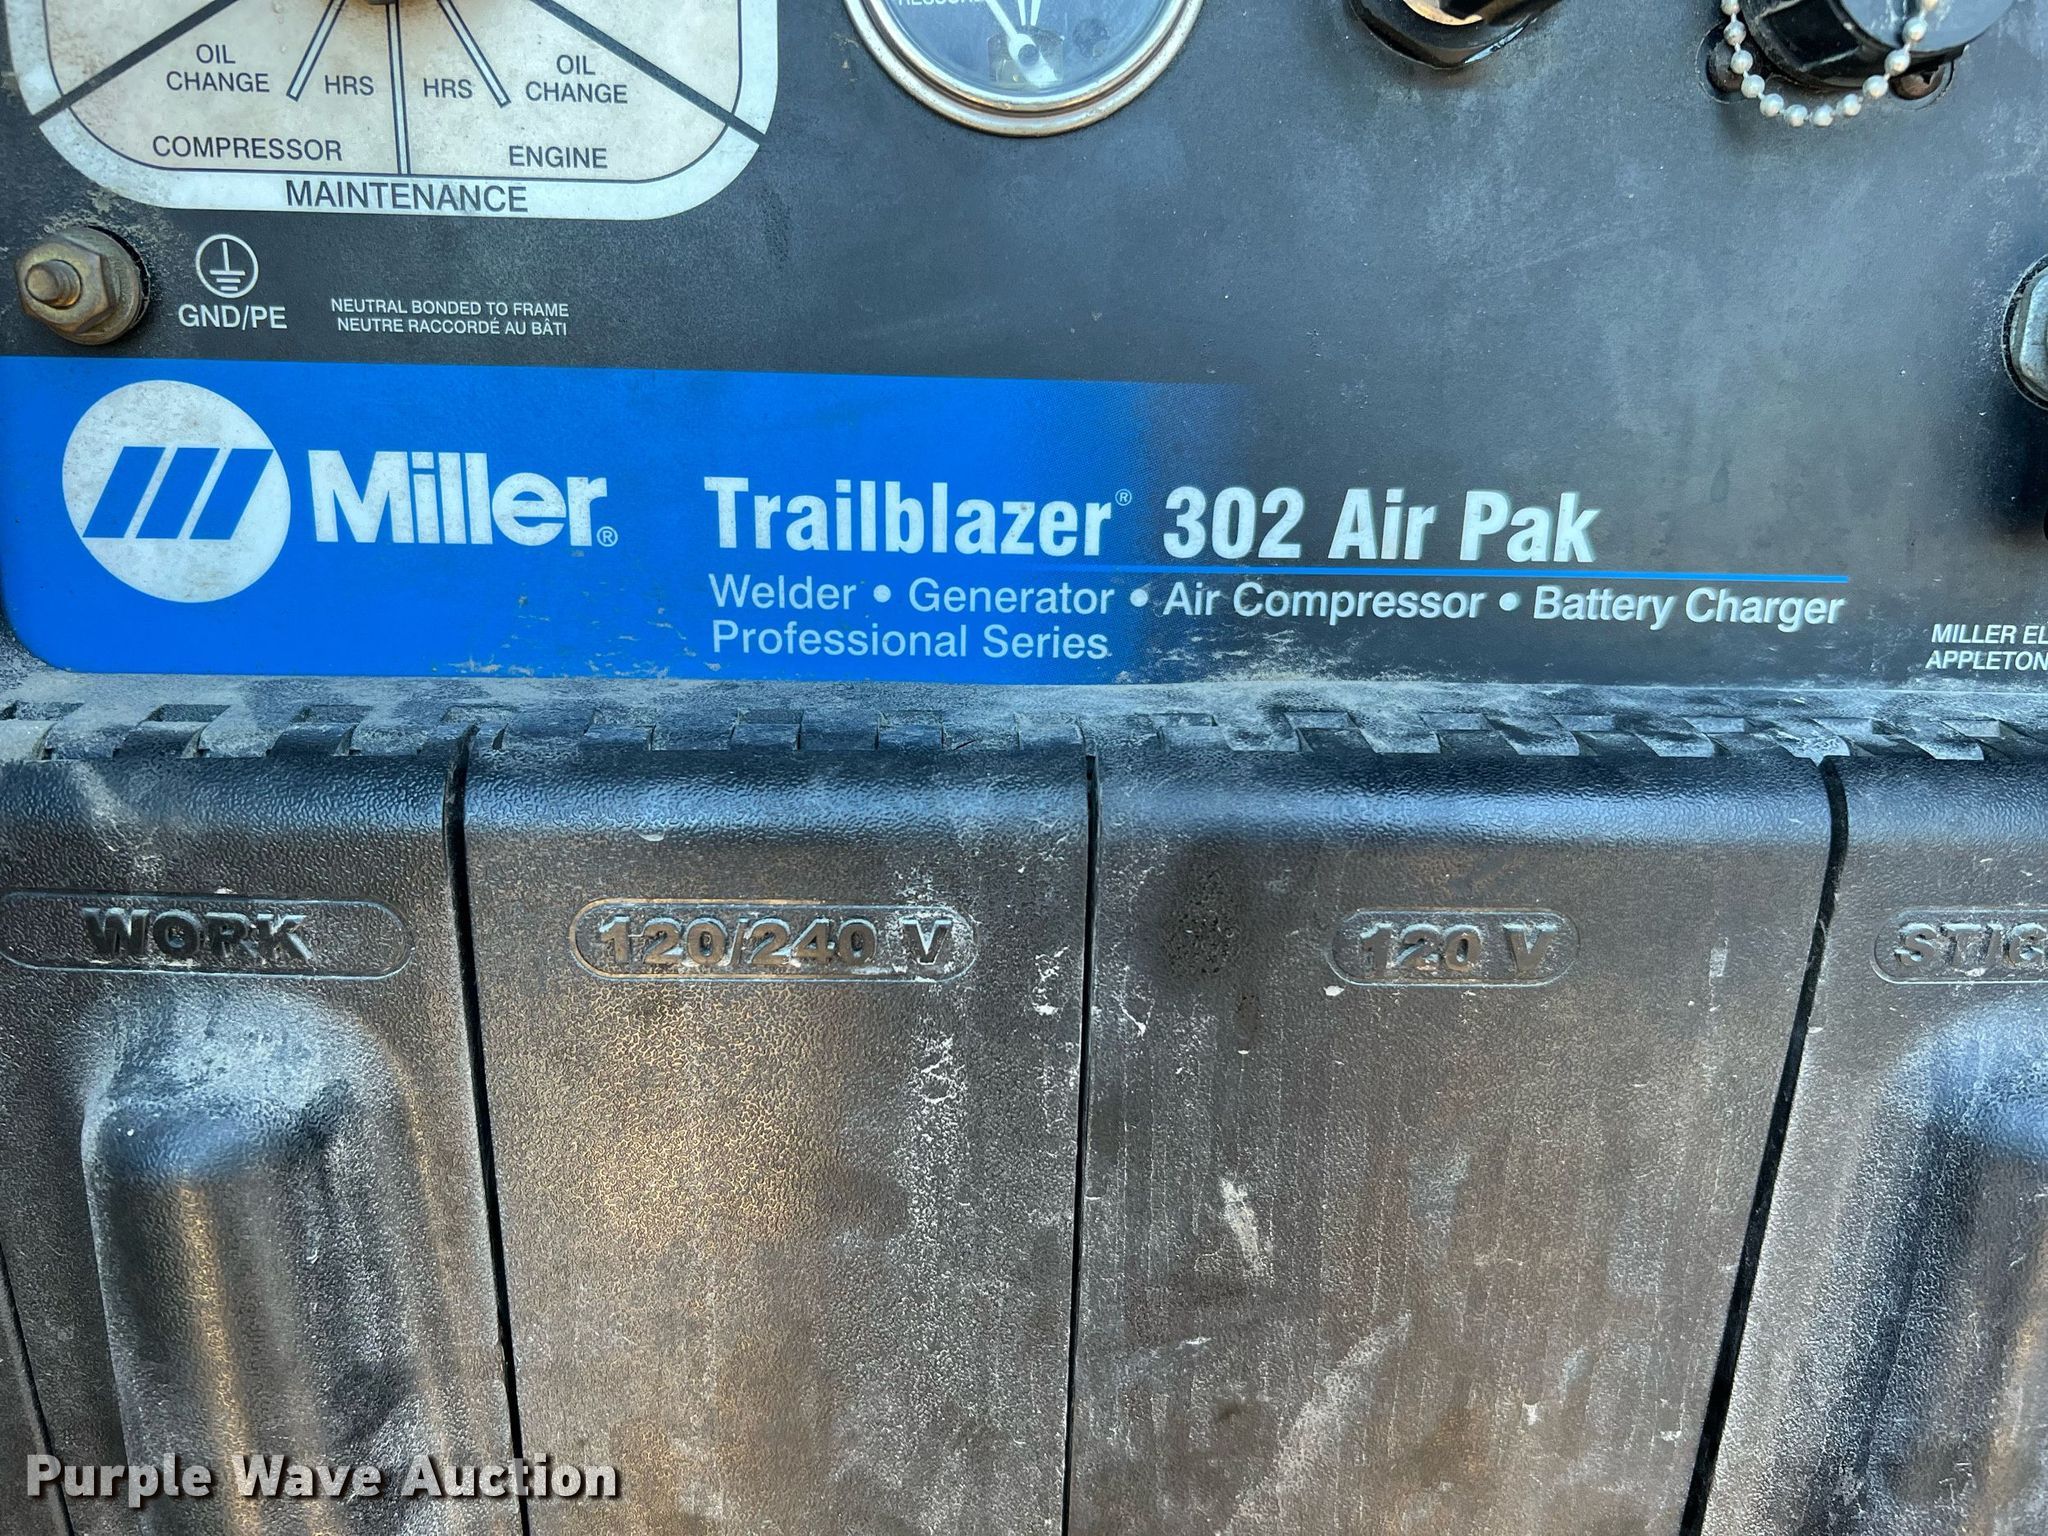 OIL
CHANGE
HRS
HRS
OIL
CHANGE
COMPRESSOR
ENGINE
MAINTENANCE
GND/PE
NEUTRAL BONDED TO FRAME
NEUTRE RACCORDÉ AU BÂTI
Miller®
Trailblazer® 302 Air Pak
Welder • Generator • Air Compressor • Battery Charger
Professional Series
MILLER
APPLETON
WORK
120/240 V
120 V
Purple Wave Auction